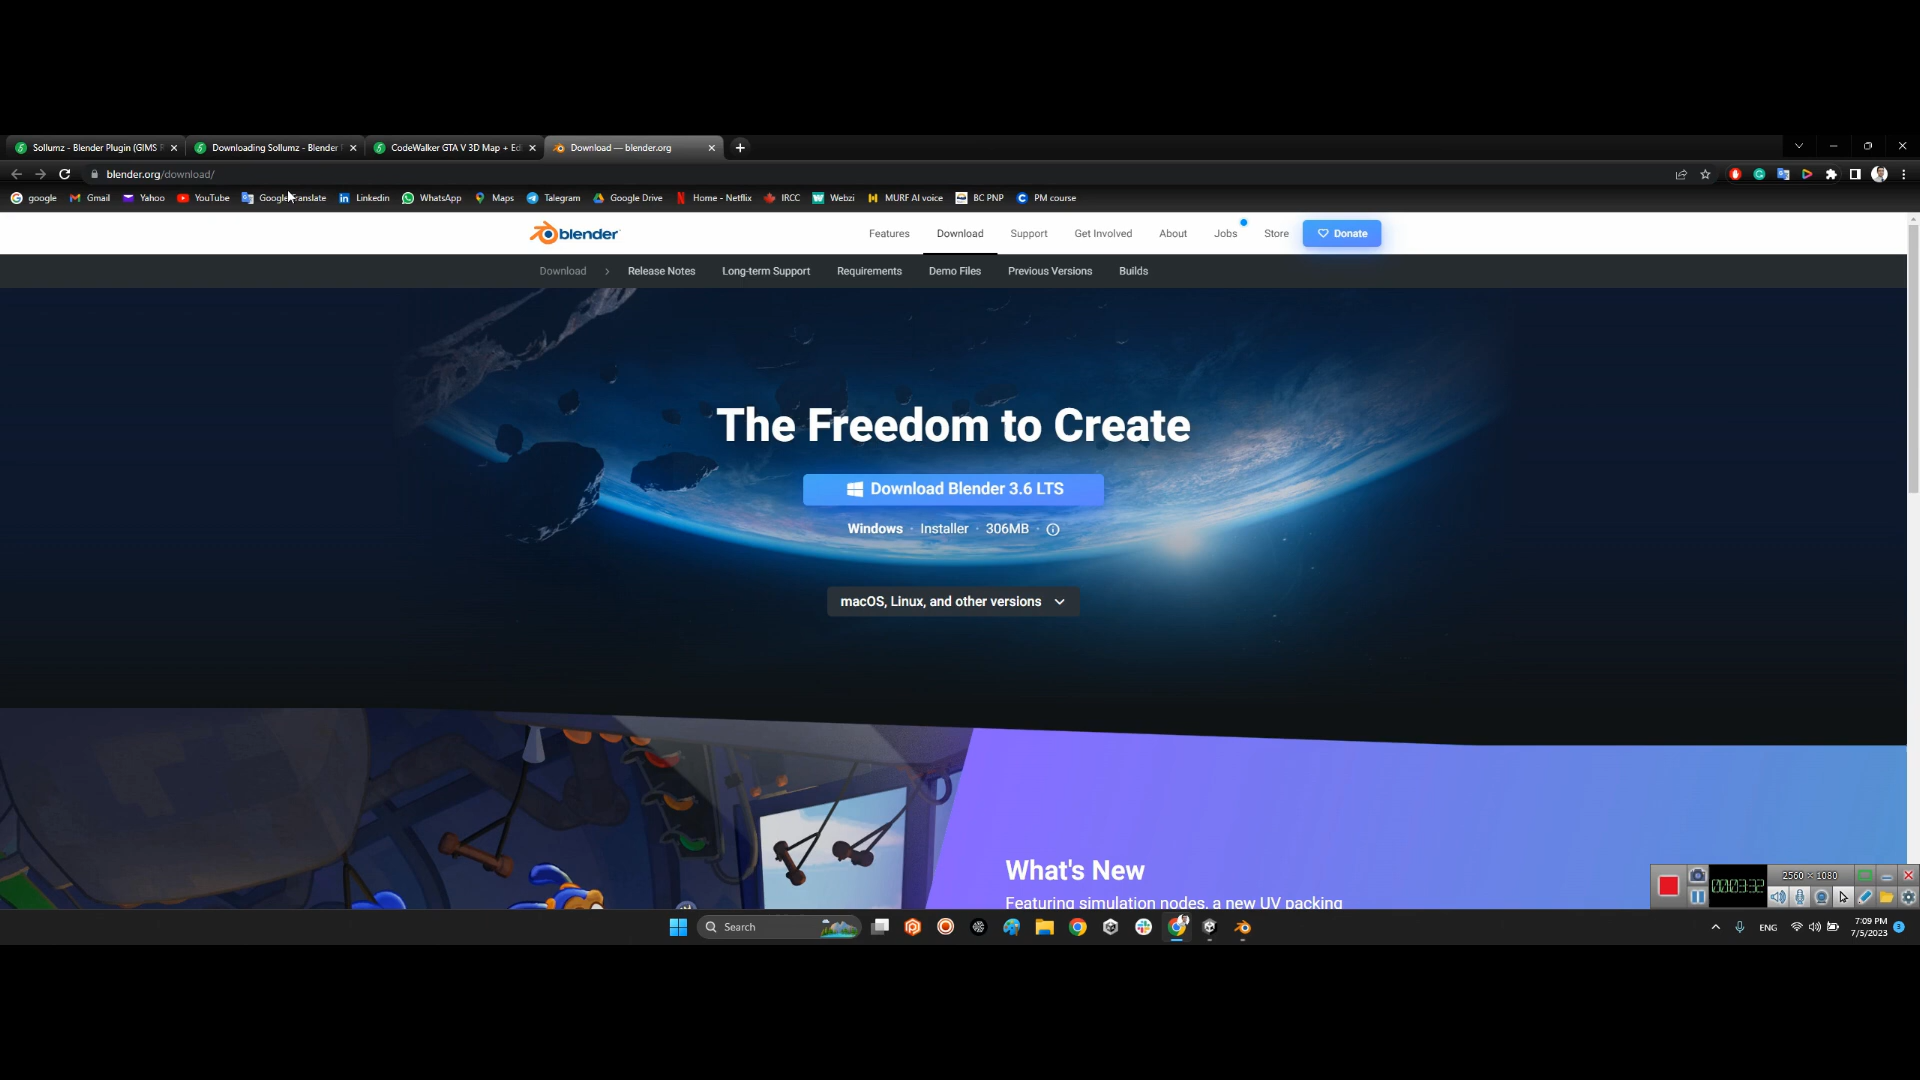 Sollumz - Blender Plugin (GIMS
Downloading Sollumz - Blender
CodeWalker GTA V 3D Map + Ed
Download — blender.org
blender.org/download/
google
Gmail
Yahoo
YouTube
Google Translate
Linkedin
WhatsApp
Maps
Talegram
Google Drive
Home - Netflix
IRCC
Webzi
MURF AI voice
BC PNP
PM course
blender
Features
Download
Support
Get Involved
About
Jobs
Store
Donate
Download
Release Notes
Long-term Support
Requirements
Demo Files
Previous Versions
Builds
The Freedom to Create
Download Blender 3.6 LTS
Windows · Installer · 306MB ·
macOS, Linux, and other versions
What's New
Featuring simulation nodes, a new UV packing
00:03:32
2560 × 1080
Search
ENG
7:09 PM
7/5/2023
3